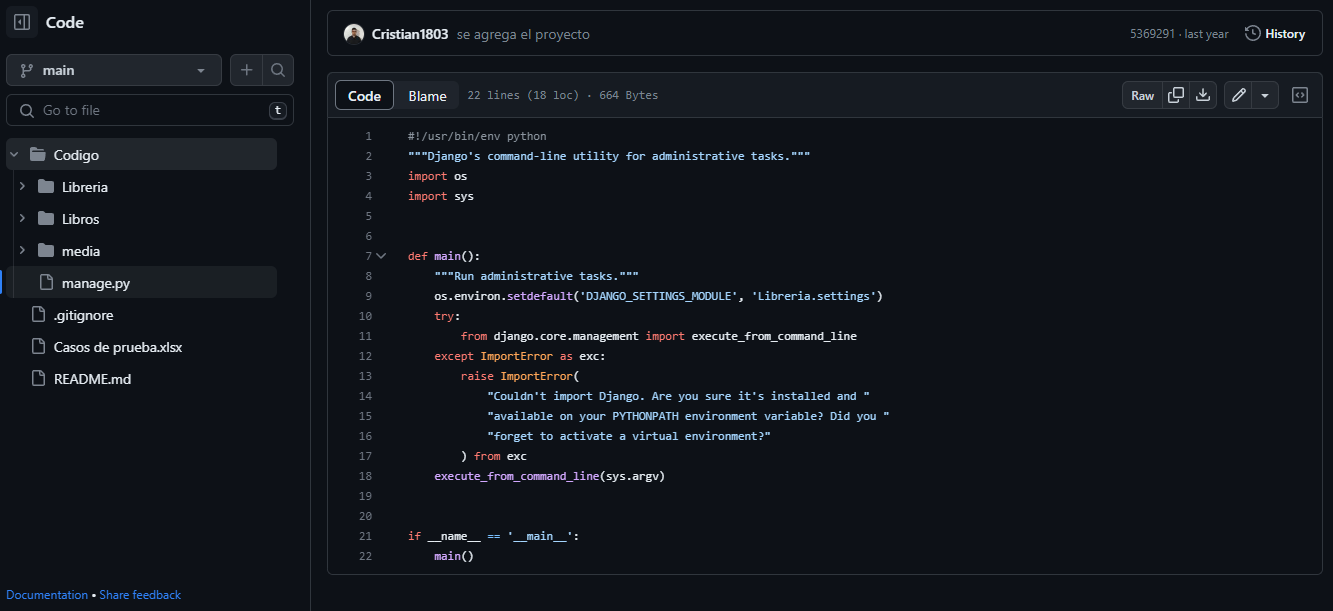 Code
main
Go to file
t
Codigo
Libreria
Libros
media
manage.py
.gitignore
Casos de prueba.xlsx
README.md
Documentation • Share feedback
Cristian1803 se agrega el proyecto
5369291 · last year
History
Code
Blame
22 lines (18 loc) · 664 Bytes
Raw
1 #!/usr/bin/env python
2 """Django's command-line utility for administrative tasks."""
3 import os
4 import sys
5
6
7 def main():
8     """Run administrative tasks."""
9     os.environ.setdefault('DJANGO_SETTINGS_MODULE', 'Libreria.settings')
10     try:
11         from django.core.management import execute_from_command_line
12     except ImportError as exc:
13         raise ImportError(
14             "Couldn't import Django. Are you sure it's installed and "
15             "available on your PYTHONPATH environment variable? Did you "
16             "forget to activate a virtual environment?"
17         ) from exc
18     execute_from_command_line(sys.argv)
19
20
21 if __name__ == '__main__':
22     main()